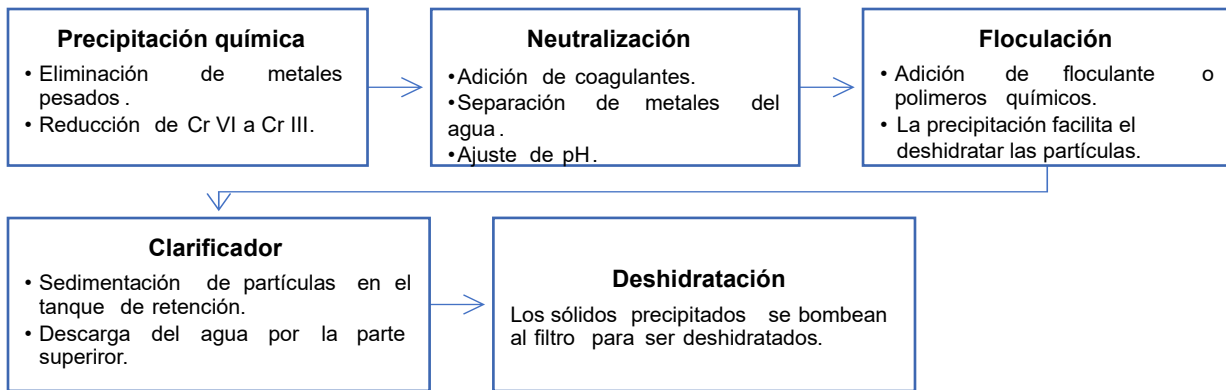 Precipitación química
• Eliminación de metales
pesados.
• Reducción de Cr VI a Cr III.
Neutralización
•Adición de coagulantes.
•Separación de metales del
agua.
•Ajuste de pH.
Floculación
• Adición de floculante o
polimeros químicos.
• La precipitación facilita el
deshidratar las partículas.
Clarificador
• Sedimentación de partículas en el
tanque de retención.
• Descarga del agua por la parte
superiror.
Deshidratación
Los sólidos precipitados se bombean
al filtro para ser deshidratados.